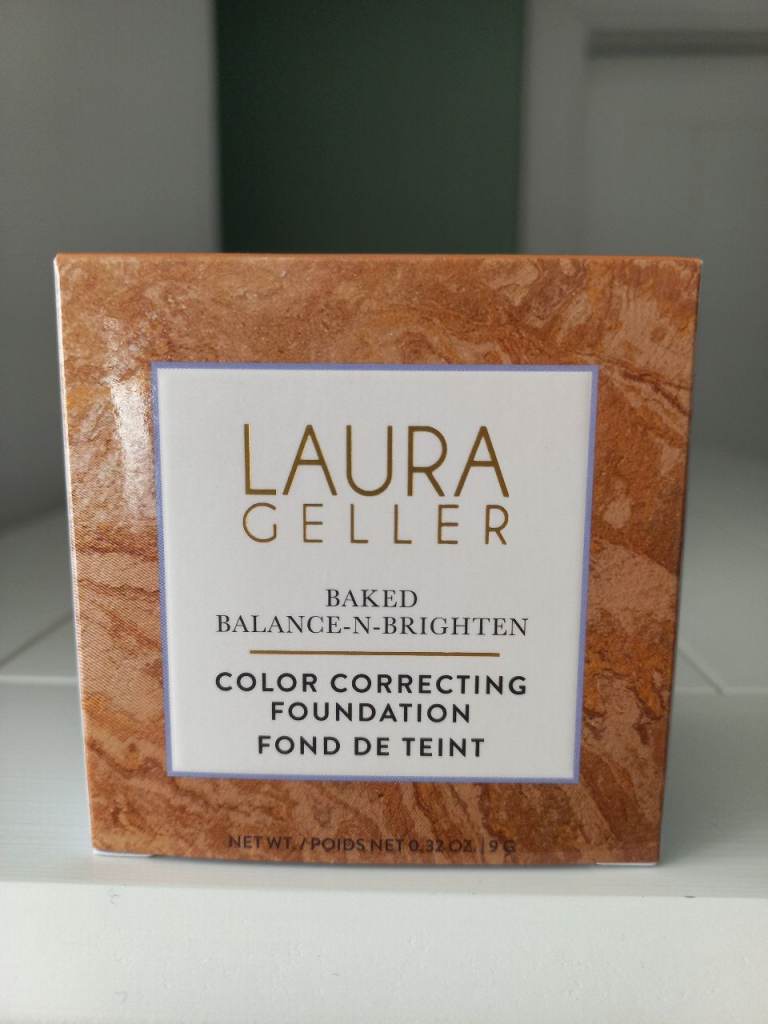 LAURA
GELLER
BAKED
BALANCE-N-BRIGHTEN
COLOR CORRECTING
FOUNDATION
FOND DE TEINT
NET WT. / POIDS NET 0.32 OZ. | 9 G